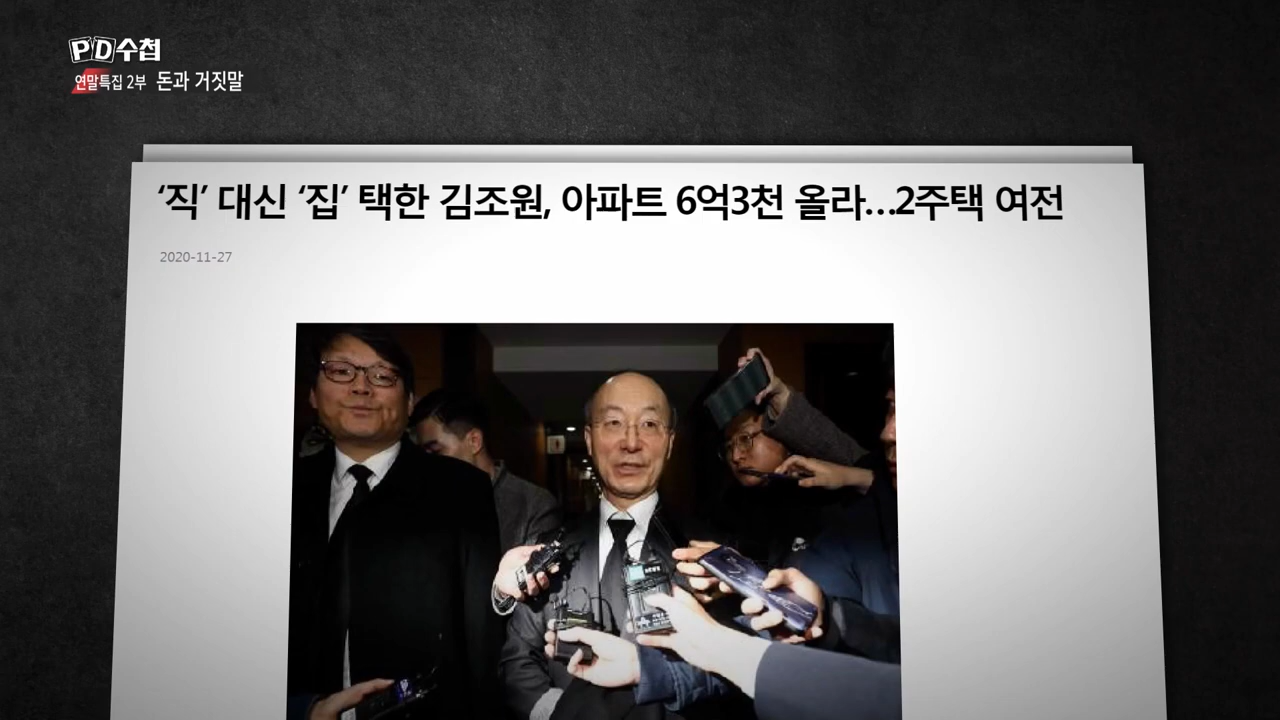 PD수첩
연말특집 2부 돈과 거짓말
‘직’ 대신 ‘집’ 택한 김조원, 아파트 6억3천 올라…2주택 여전
2020-11-27